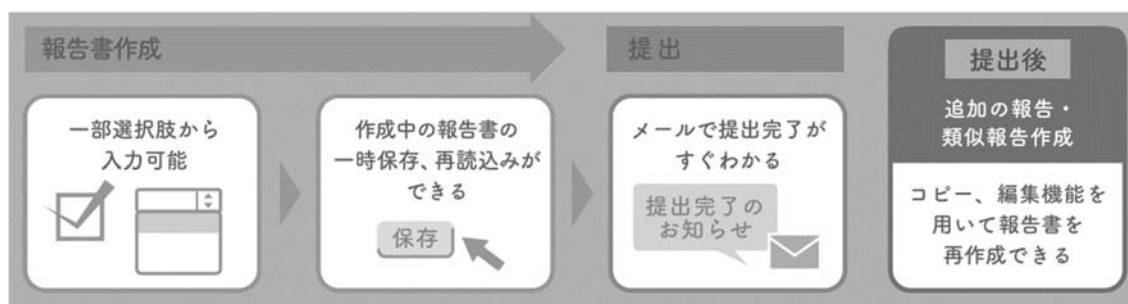 報告書作成
一部選択肢から
入力可能
作成中の報告書の
一時保存、再読込みが
できる
保存
提出
メールで提出完了が
すぐわかる
提出完了の
お知らせ
提出後
追加の報告・
類似報告作成
コピー、編集機能を
用いて報告書を
再作成できる